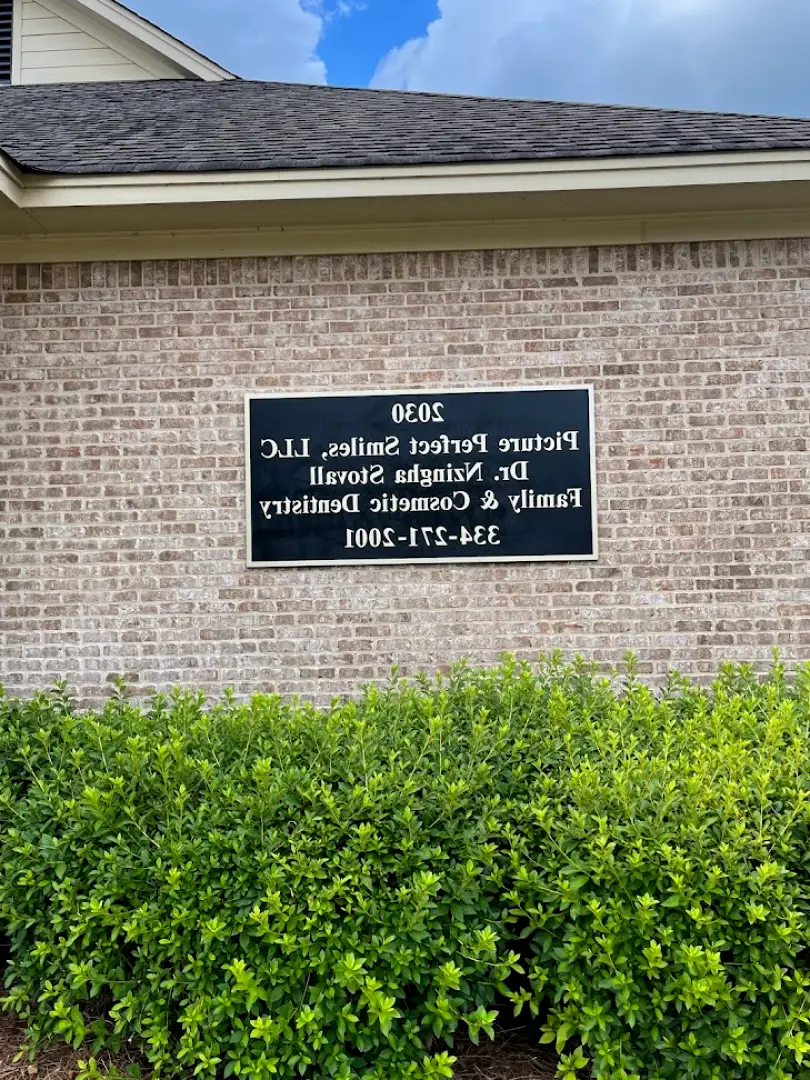 2030
Picture Perfect Smiles, LLC
Dr. Nzingha Stovall
Family & Cosmetic Dentistry
334-271-2001